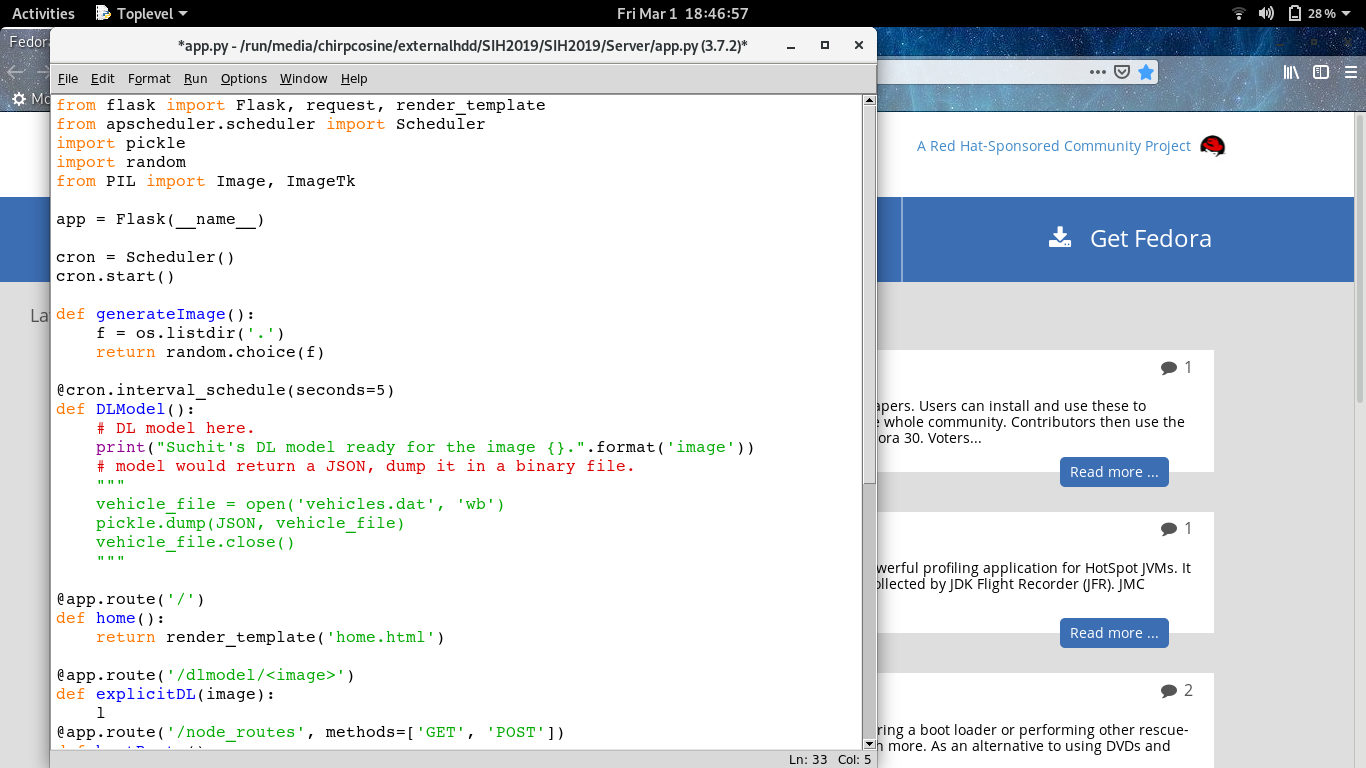 Activities
Toplevel
Fri Mar 1 18:46:57
28 %
Fedora
*app.py - /run/media/chirpcosine/externalhdd/SIH2019/SIH2019/Server/app.py (3.7.2)*
File Edit Format Run Options Window Help
from flask import Flask, request, render_template
from apscheduler.scheduler import Scheduler
import pickle
import random
from PIL import Image, ImageTk
app = Flask(__name__)
cron = Scheduler()
cron.start()
def generateImage():
    f = os.listdir('.')
    return random.choice(f)
@cron.interval_schedule(seconds=5)
def DLModel():
    # DL model here.
    print("Suchit's DL model ready for the image {}.".format('image'))
    # model would return a JSON, dump it in a binary file.
    """
    vehicle_file = open('vehicles.dat', 'wb')
    pickle.dump(JSON, vehicle_file)
    vehicle_file.close()
    """
@app.route('/')
def home():
    return render_template('home.html')
@app.route('/dlmodel/<image>')
def explicitDL(image):
    l
@app.route('/node_routes', methods=['GET', 'POST'])
Ln: 33 Col: 5
A Red Hat-Sponsored Community Project
Get Fedora
1
apers. Users can install and use these to
e whole community. Contributors then use the
ora 30. Voters...
Read more ...
1
werful profiling application for HotSpot JVMs. It
ollected by JDK Flight Recorder (JFR). JMC
Read more ...
2
ring a boot loader or performing other rescue-
h more. As an alternative to using DVDs and